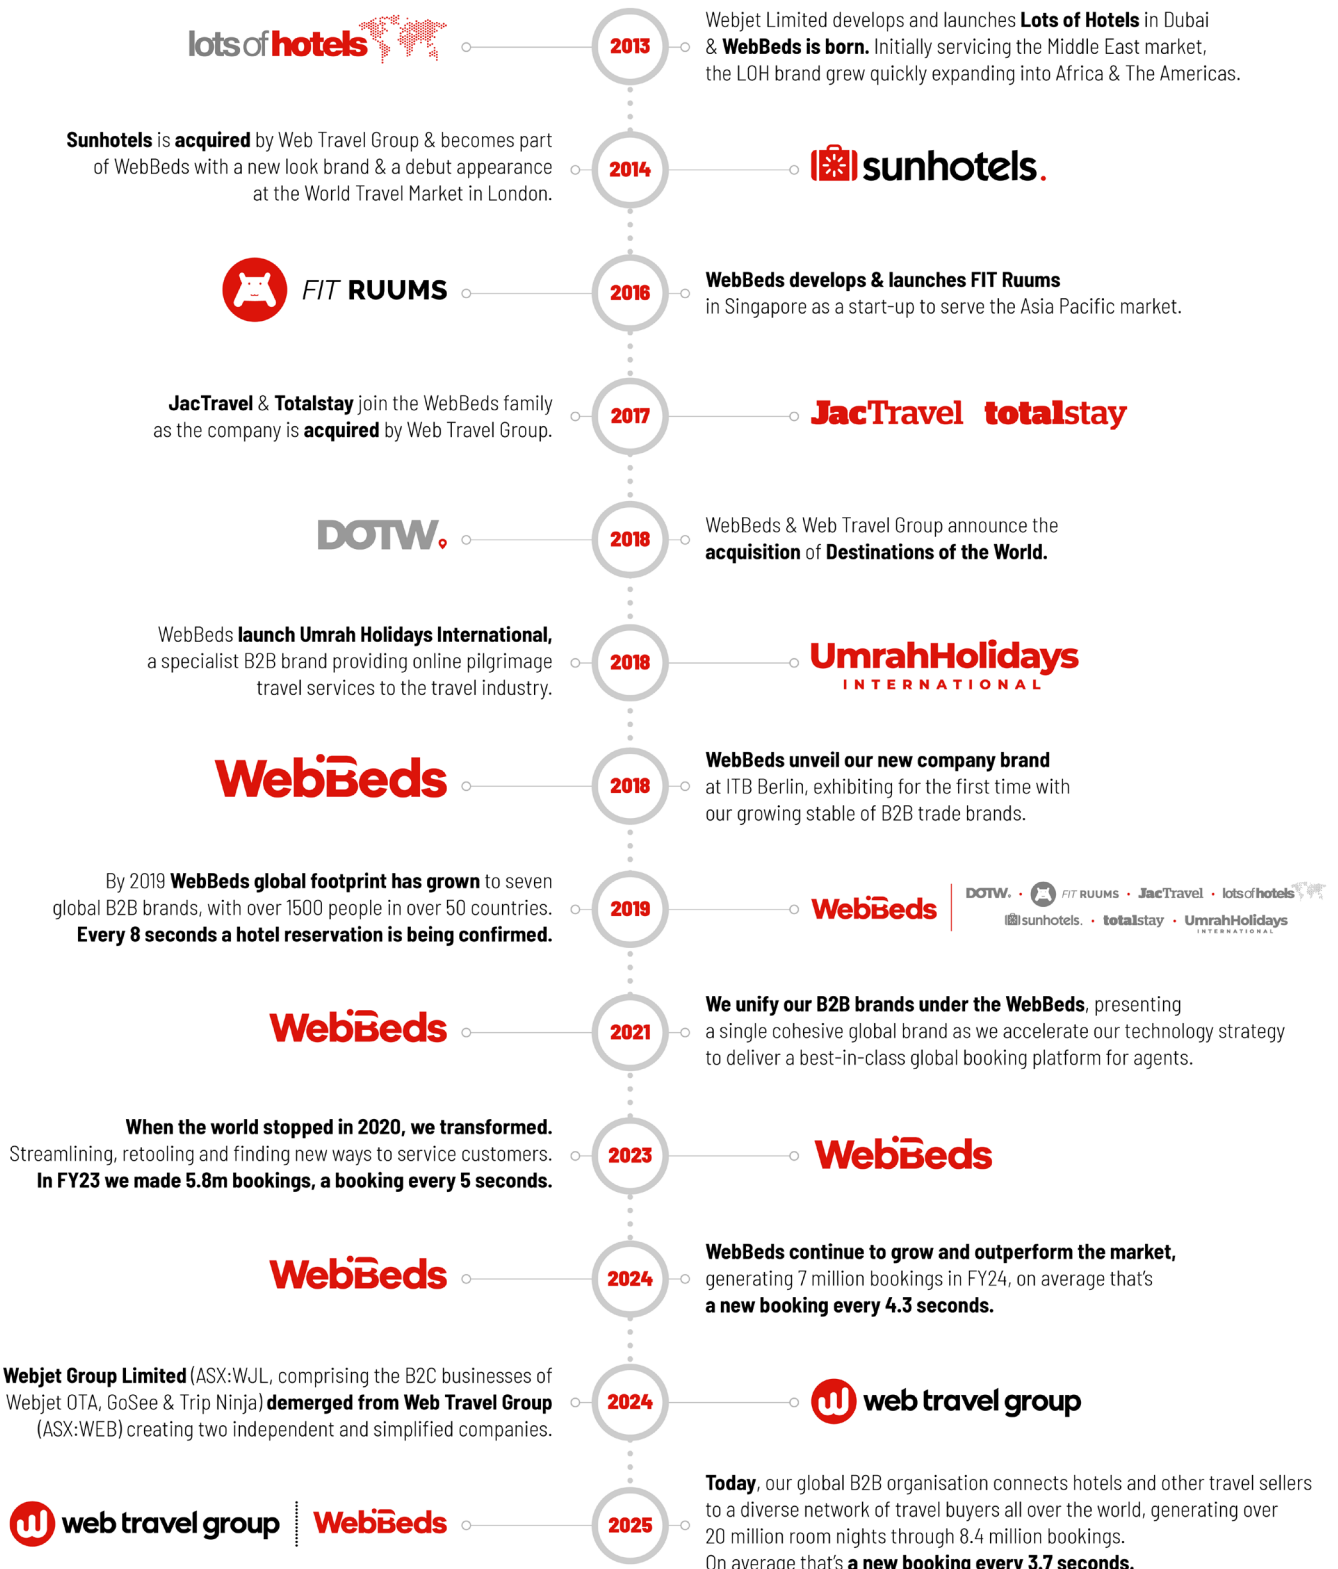 lots of hotels
2013
Webjet Limited develops and launches Lots of Hotels in Dubai
& WebBeds is born. Initially servicing the Middle East market,
the LOH brand grew quickly expanding into Africa & The Americas.
Sunhotels is acquired by Web Travel Group & becomes part
of WebBeds with a new look brand & a debut appearance
at the World Travel Market in London.
2014
sunhotels.
FIT RUUMS
2016
WebBeds develops & launches FIT Ruums
in Singapore as a start-up to serve the Asia Pacific market.
JacTravel & Totalstay join the WebBeds family
as the company is acquired by Web Travel Group.
2017
JacTravel totalstay
DOTW.
2018
WebBeds & Web Travel Group announce the
acquisition of Destinations of the World.
WebBeds launch Umrah Holidays International,
a specialist B2B brand providing online pilgrimage
travel services to the travel industry.
2018
UmrahHolidays
INTERNATIONAL
WebBeds
2018
WebBeds unveil our new company brand
at ITB Berlin, exhibiting for the first time with
our growing stable of B2B trade brands.
By 2019 WebBeds global footprint has grown to seven
global B2B brands, with over 1500 people in over 50 countries.
Every 8 seconds a hotel reservation is being confirmed.
2019
WebBeds
DOTW. • FIT RUUMS • JacTravel • lots of hotels
sunhotels. • totalstay • UmrahHolidays
INTERNATIONAL
WebBeds
2021
We unify our B2B brands under the WebBeds, presenting
a single cohesive global brand as we accelerate our technology strategy
to deliver a best-in-class global booking platform for agents.
When the world stopped in 2020, we transformed.
Streamlining, retooling and finding new ways to service customers.
In FY23 we made 5.8m bookings, a booking every 5 seconds.
2023
WebBeds
WebBeds
2024
WebBeds continue to grow and outperform the market,
generating 7 million bookings in FY24, on average that's
a new booking every 4.3 seconds.
Webjet Group Limited (ASX:WJL, comprising the B2C businesses of
Webjet OTA, GoSee & Trip Ninja) demerged from Web Travel Group
(ASX:WEB) creating two independent and simplified companies.
2024
web travel group
web travel group
WebBeds
2025
Today, our global B2B organisation connects hotels and other travel sellers
to a diverse network of travel buyers all over the world, generating over
20 million room nights through 8.4 million bookings.
On average that's a new booking every 3.7 seconds.